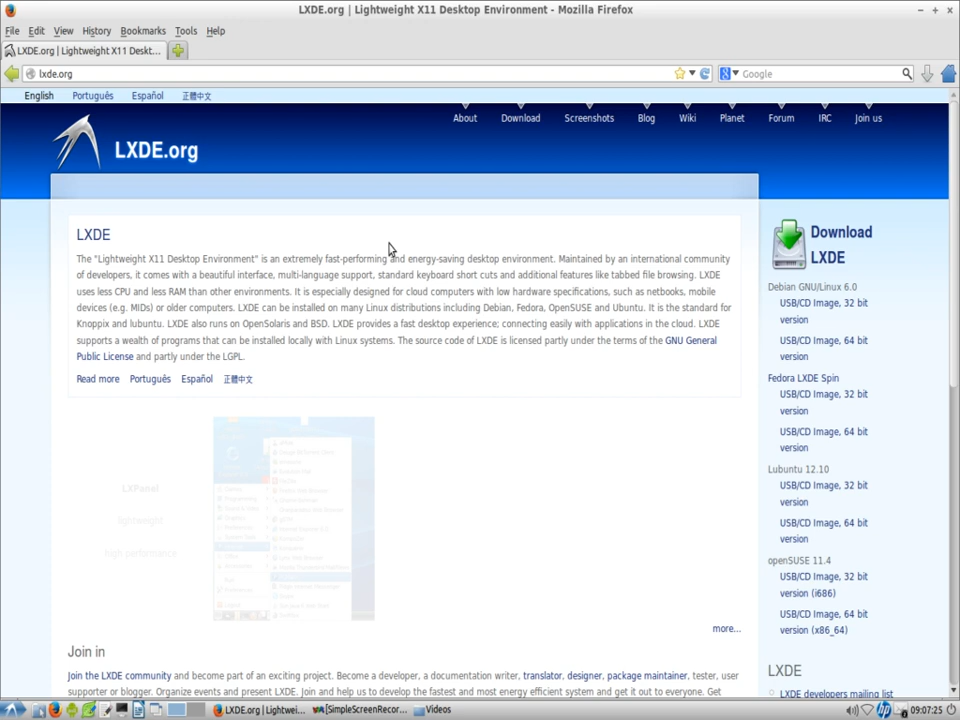 LXDE.org | Lightweight X11 Desktop Environment - Mozilla Firefox
File Edit View History Bookmarks Tools Help
LXDE.org | Lightweight X11 Deskt...
lxde.org
Google
English Português Español 正體中文
About Download Screenshots Blog Wiki Planet Forum IRC Join us
LXDE.org
LXDE
The "Lightweight X11 Desktop Environment" is an extremely fast-performing and energy-saving desktop environment. Maintained by an international community
of developers, it comes with a beautiful interface, multi-language support, standard keyboard short cuts and additional features like tabbed file browsing. LXDE
uses less CPU and less RAM than other environments. It is especially designed for cloud computers with low hardware specifications, such as netbooks, mobile
devices (e.g. MIDs) or older computers. LXDE can be installed on many Linux distributions including Debian, Fedora, OpenSUSE and Ubuntu. It is the standard for
Knoppix and lubuntu. LXDE also runs on OpenSolaris and BSD. LXDE provides a fast desktop experience; connecting easily with applications in the cloud. LXDE
supports a wealth of programs that can be installed locally with Linux systems. The source code of LXDE is licensed partly under the terms of the GNU General
Public License and partly under the LGPL.
Read more Português Español 正體中文
LXPanel
lightweight
high performance
more...
Join in
Join the LXDE community and become part of an exciting project. Become a developer, a documentation writer, translator, designer, package maintainer, tester, user
supporter or blogger. Organize events and present LXDE. Join and help us to develop the fastest and most energy efficient system and get it out to everyone. Get
Download
LXDE
Debian GNU/Linux 6.0
USB/CD Image, 32 bit
version
USB/CD Image, 64 bit
version
Fedora LXDE Spin
USB/CD Image, 32 bit
version
USB/CD Image, 64 bit
version
Lubuntu 12.10
USB/CD Image, 32 bit
version
USB/CD Image, 64 bit
version
openSUSE 11.4
USB/CD Image, 32 bit
version (i686)
USB/CD Image, 64 bit
version (x86_64)
LXDE
LXDE developers mailing list
LXDE.org | Lightwei... [SimpleScreenRecor... Videos 09:07:25